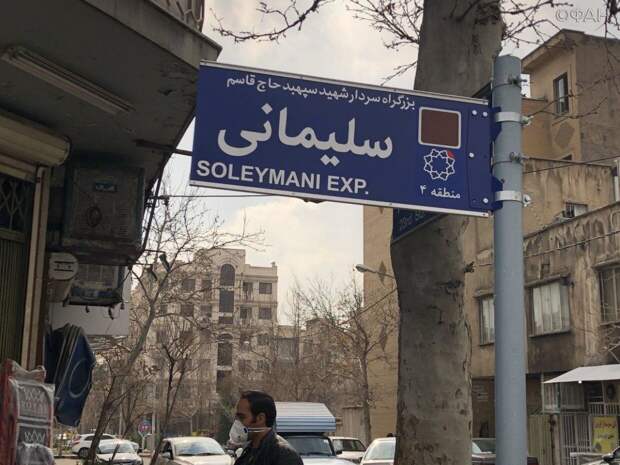 ©ФАН
بزرگراه سردار شهید سپهبد حاج قاسم
سلیمانی
SOLEYMANI EXP.
منطقه ۴